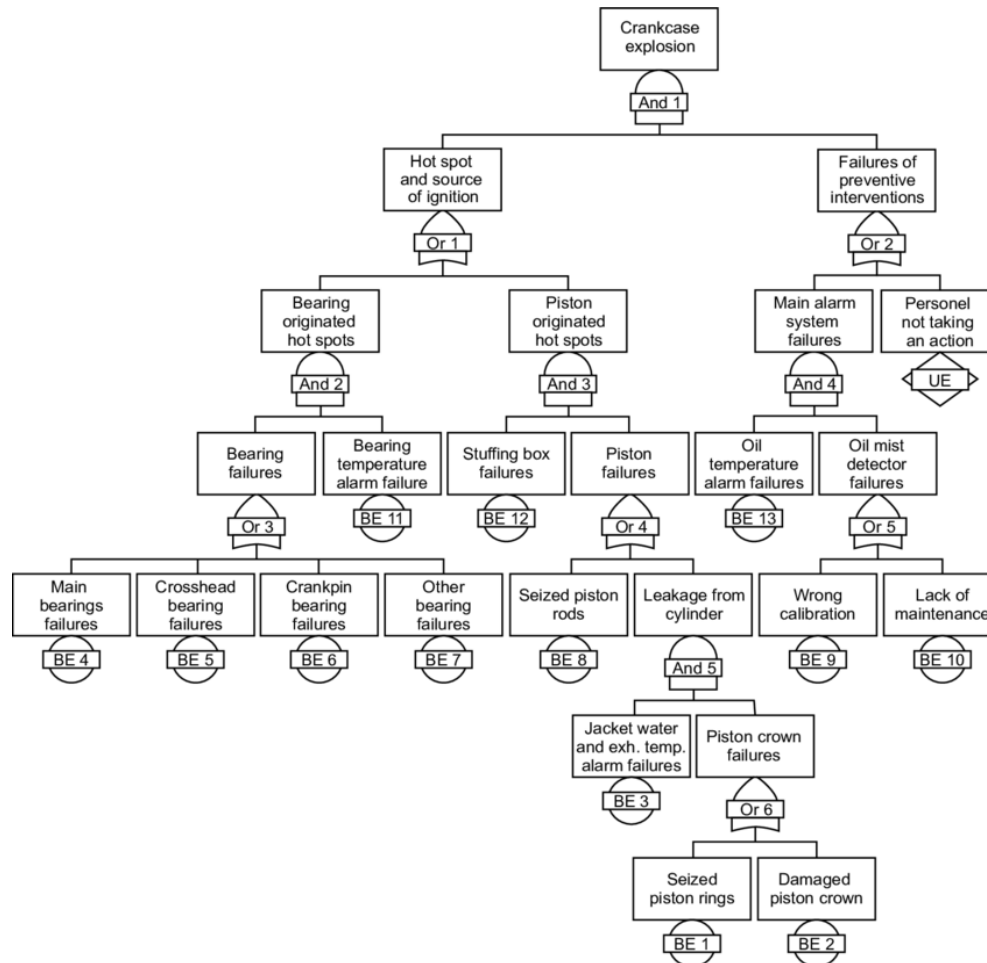 Crankcase
explosion
And 1
Hot spot
and source
of ignition
Failures of
preventive
interventions
Or 1
Or 2
Bearing
originated
hot spots
Piston
originated
hot spots
Main alarm
system
failures
Personel
not taking
an action
And 2
And 3
And 4
UE
Bearing
failures
Bearing
temperature
alarm failure
Stuffing box
failures
Piston
failures
Oil
temperature
alarm failures
Oil mist
detector
failures
Or 3
BE 11
BE 12
Or 4
BE 13
Or 5
Main
bearings
failures
Crosshead
bearing
failures
Crankpin
bearing
failures
Other
bearing
failures
Seized piston
rods
Leakage from
cylinder
Wrong
calibration
Lack of
maintenance
BE 4
BE 5
BE 6
BE 7
BE 8
And 5
BE 9
BE 10
Jacket water
and exh. temp.
alarm failures
Piston crown
failures
BE 3
Or 6
Seized
piston rings
Damaged
piston crown
BE 1
BE 2